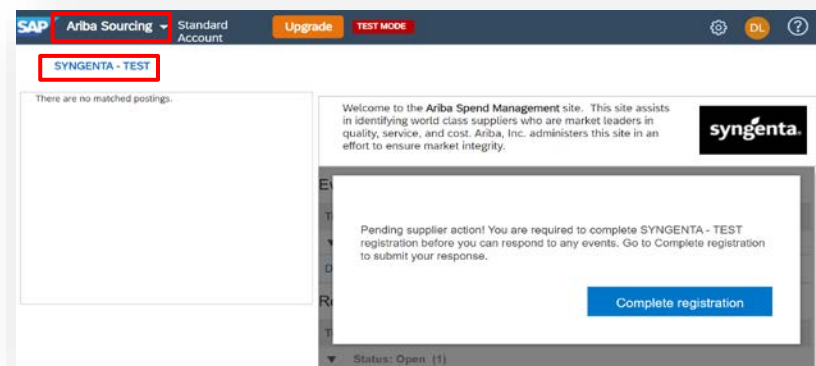 SAP Ariba Sourcing Standard Account Upgrade TEST MODE DL ?
SYNGENTA - TEST
There are no matched postings.
Welcome to the Ariba Spend Management site. This site assists
in identifying world class suppliers who are market leaders in
quality, service, and cost. Ariba, Inc. administers this site in an
effort to ensure market integrity.
syngenta.
Pending supplier action! You are required to complete SYNGENTA - TEST
registration before you can respond to any events. Go to Complete registration
to submit your response.
Complete registration
Status: Open (1)